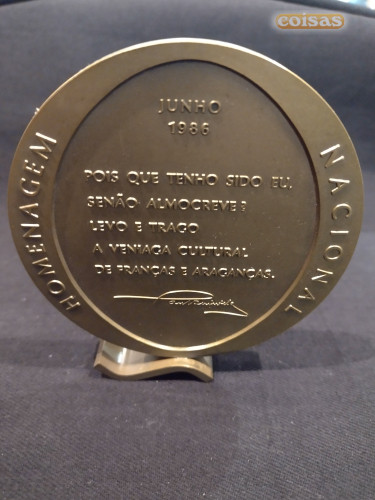 coisas
HOMENAGEM
NACIONAL
JUNHO
1986
POIS QUE TENHO SIDO EU,
SENÃO ALMOCREVE?
LEVO E TRAGO
A VENIAGA CULTURAL
DE FRANÇAS E ARAGANÇAS.